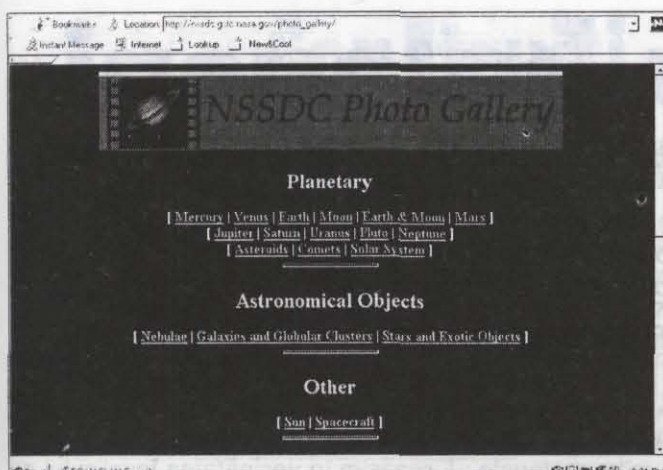 Bookmarks Location: http://nssdc.gsfc.nasa.gov/photo_gallery/
Instant Message Internet Lookup New&Cool
NSSDC Photo Gallery
Planetary
[ Mercury | Venus | Earth | Moon | Earth & Moon | Mars ]
[ Jupiter | Saturn | Uranus | Pluto | Neptune ]
[ Asteroids | Comets | Solar System ]
Astronomical Objects
[ Nebulae | Galaxies and Globular Clusters | Stars and Exotic Objects ]
Other
[ Sun | Spacecraft ]